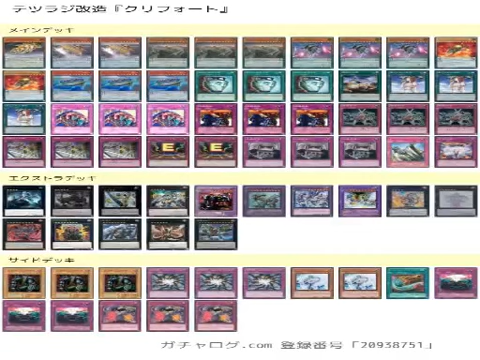 テツラジ改造『クリフォート』
メインデッキ
エクストラデッキ
サイドデッキ
ガチャログ.com 登録番号「20938751」